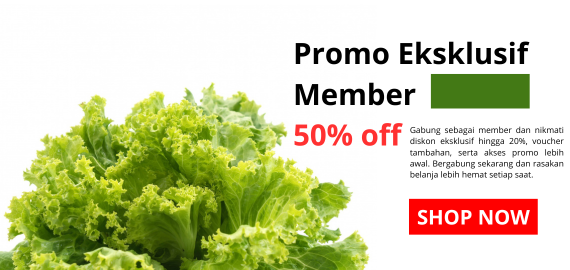 Promo Eksklusif
Member
50% off
Gabung sebagai member dan nikmati
diskon eksklusif hingga 20%, voucher
tambahan, serta akses promo lebih
awal. Bergabung sekarang dan rasakan
belanja lebih hemat setiap saat.
SHOP NOW